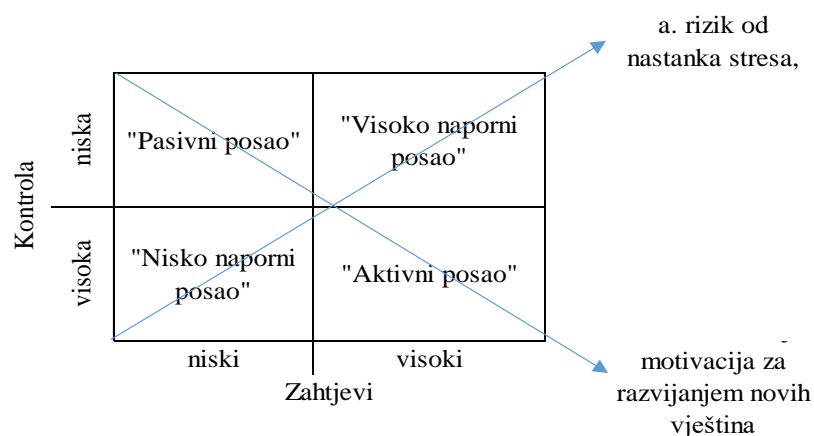 a. rizik od
nastanka stresa,
niska
"Pasivni posao"
"Visoko naporni
posao"
Kontrola
visoka
"Nisko naporni
posao"
"Aktivni posao"
niski
visoki
Zahtjevi
motivacija za
razvijanjem novih
vještina